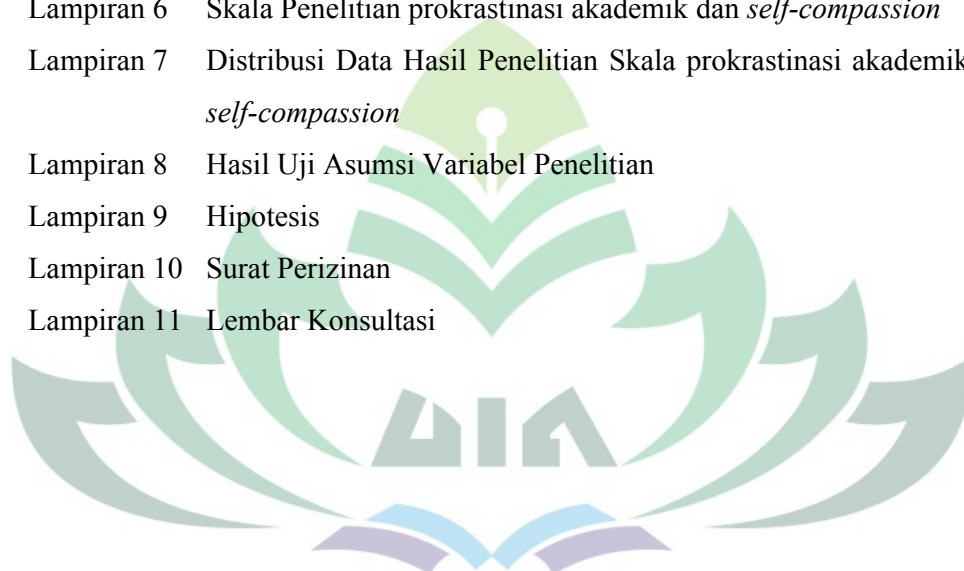 Lampiran 6 Skala Penelitian prokrastinasi akademik dan self-compassion
Lampiran 7 Distribusi Data Hasil Penelitian Skala prokrastinasi akademik
self-compassion
Lampiran 8 Hasil Uji Asumsi Variabel Penelitian
Lampiran 9 Hipotesis
Lampiran 10 Surat Perizinan
Lampiran 11 Lembar Konsultasi
UIN